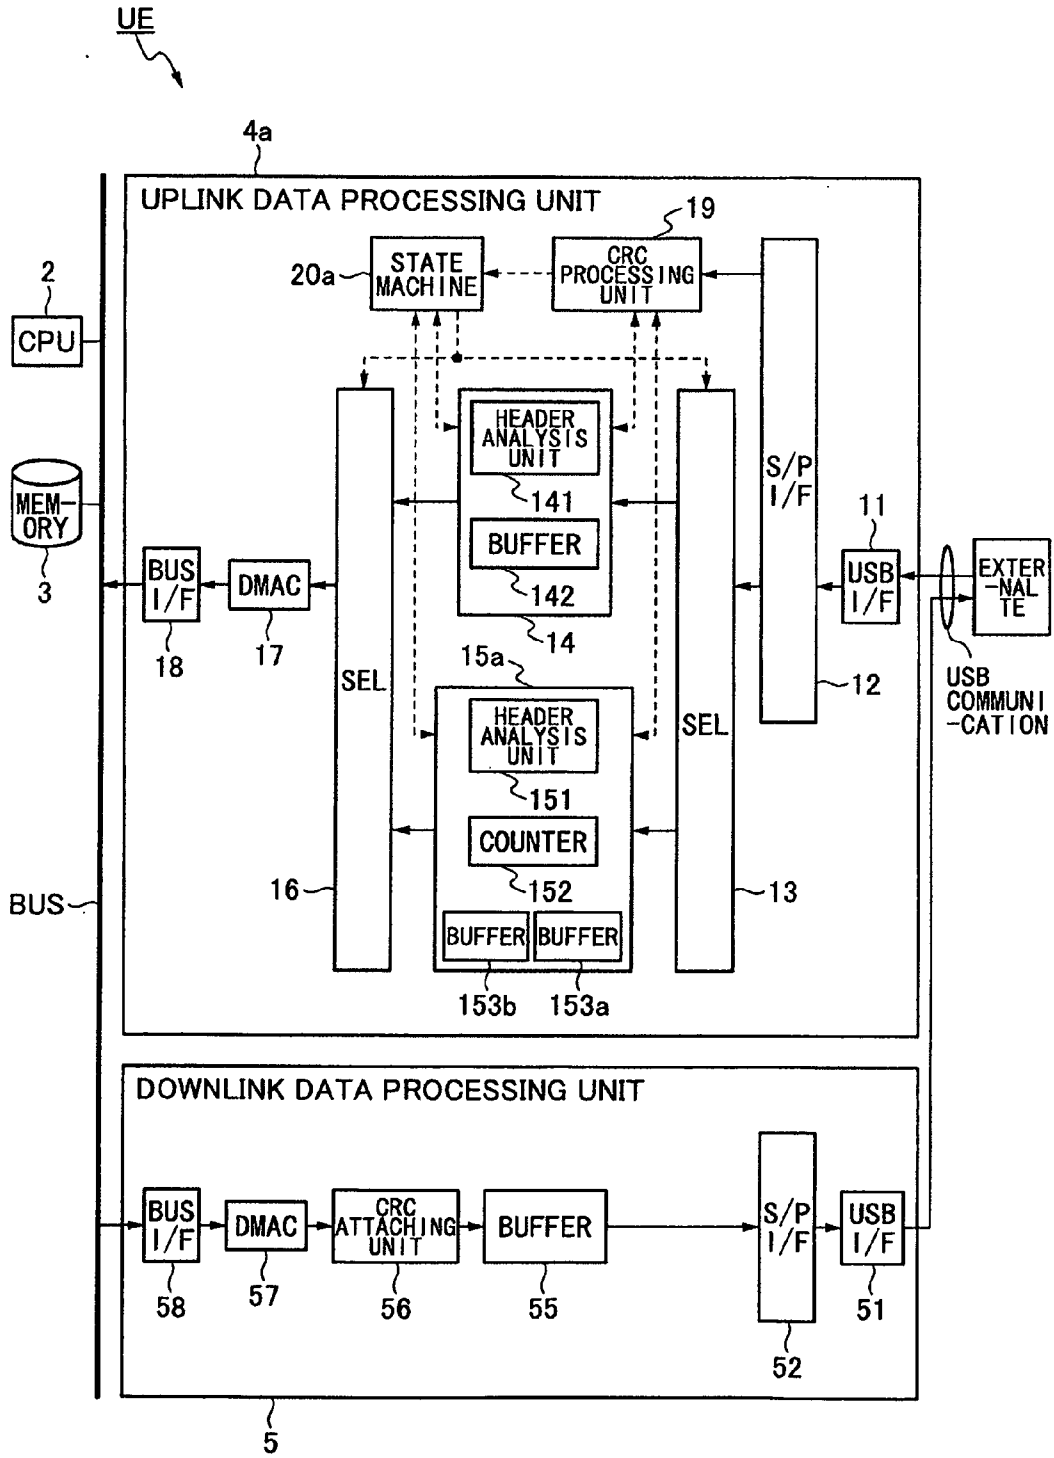 UE
4a
UPLINK DATA PROCESSING UNIT
19
STATE
MACHINE
20a
CRC
PROCESSING
UNIT
2
CPU
HEADER
ANALYSIS
UNIT
141
S/P
I/F
MEM-
ORY
3
11
BUFFER
142
14
BUS
I/F
18
DMAC
17
USB
I/F
EXTER
-NAL
TE
15a
SEL
12
USB
COMMUNI
-CATION
HEADER
ANALYSIS
UNIT
151
SEL
COUNTER
152
16
13
BUS
BUFFER
BUFFER
153b
153a
DOWNLINK DATA PROCESSING UNIT
BUS
I/F
58
DMAC
57
CRC
ATTACHING
UNIT
56
BUFFER
55
S/P
I/F
52
USB
I/F
51
5